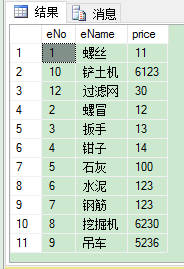 结果 消息
eNo eName price
1 1 螺丝 11
2 10 铲土机 6123
3 12 过滤网 30
4 2 螺冒 12
5 3 扳手 13
6 4 钳子 14
7 5 石灰 100
8 6 水泥 123
9 7 钢筋 123
10 8 挖掘机 6230
11 9 吊车 5236